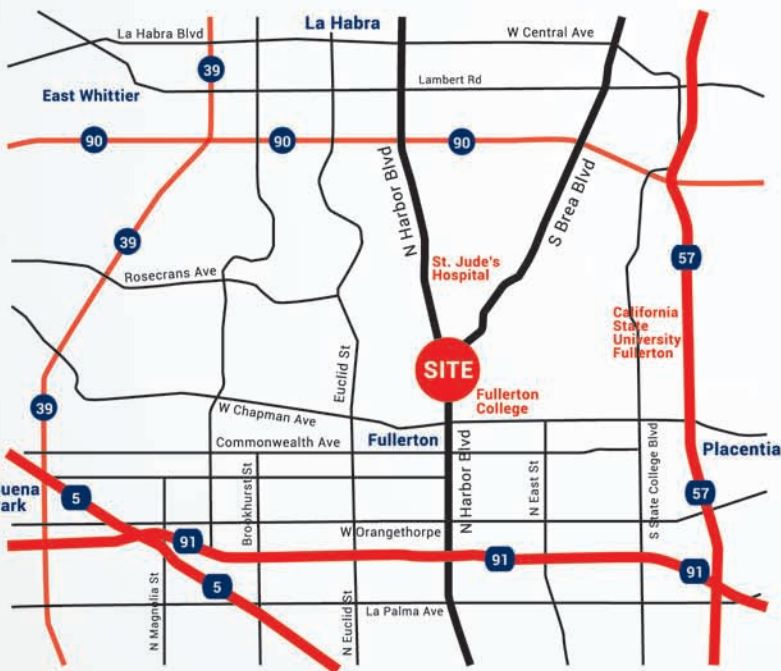 La Habra
La Habra Blvd
W Central Ave
39
Lambert Rd
East Whittier
90
90
90
N Harbor Blvd
S Brea Blvd
39
St. Jude's
Hospital
57
Rosecrans Ave
California
State
University
Fullerton
Euclid St
SITE
Fullerton
College
39
W Chapman Ave
Commonwealth Ave
Fullerton
N Harbor Blvd
N East St
S State College Blvd
Placentia
uena
ark
5
Brookhurst St
57
W Orangethorpe
91
91
91
5
N Magnolia St
N Euclid St
La Palma Ave